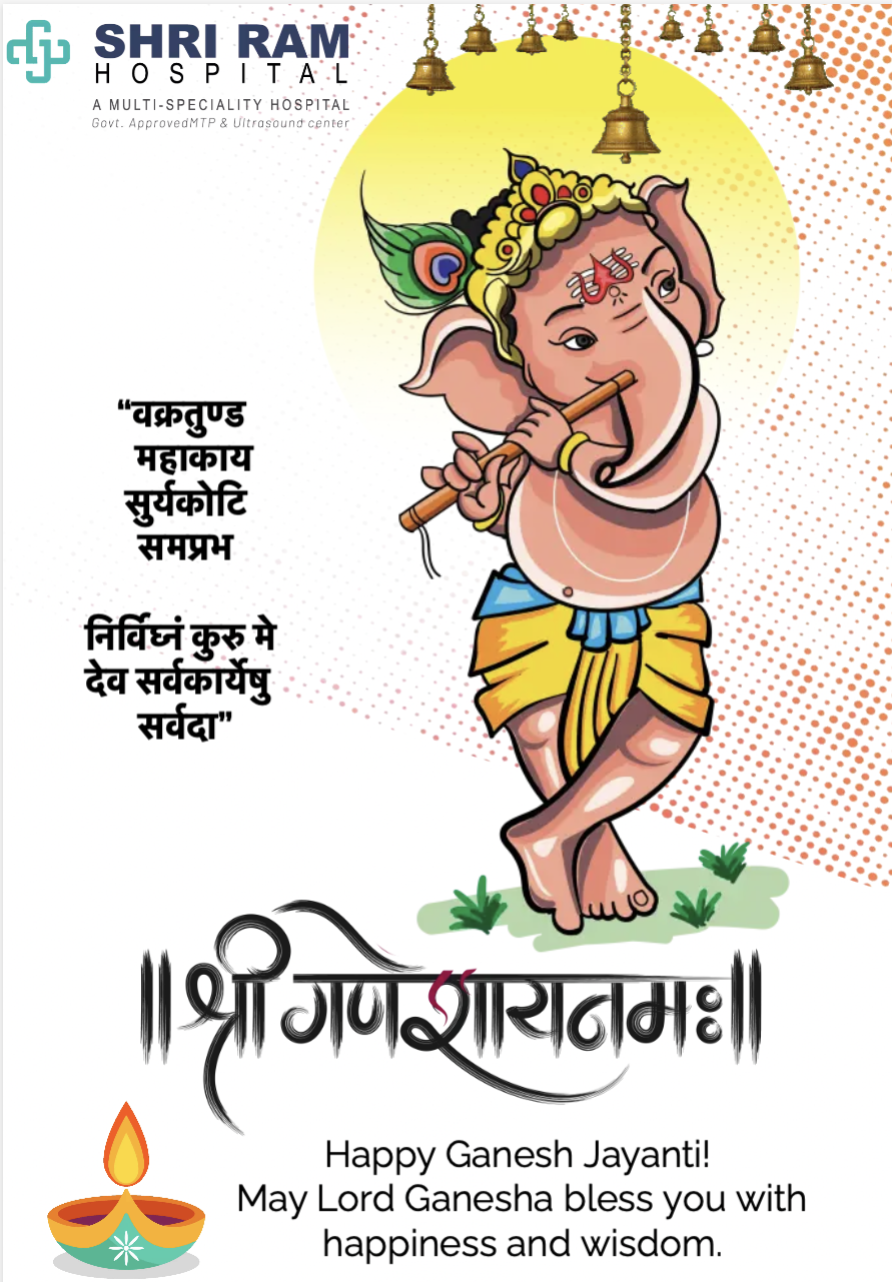 SHRI RAM
HOSPITAL
A MULTI-SPECIALITY HOSPITAL
Govt. ApprovedMTP & Ultrasound center
“वक्रतुण्ड
महाकाय
सुर्यकोटि
समप्रभ
निर्विघ्नं कुरु मे
देव सर्वकार्येषु
सर्वदा”
॥ श्री गणेशाय नमः ॥
Happy Ganesh Jayanti!
May Lord Ganesha bless you with
happiness and wisdom.